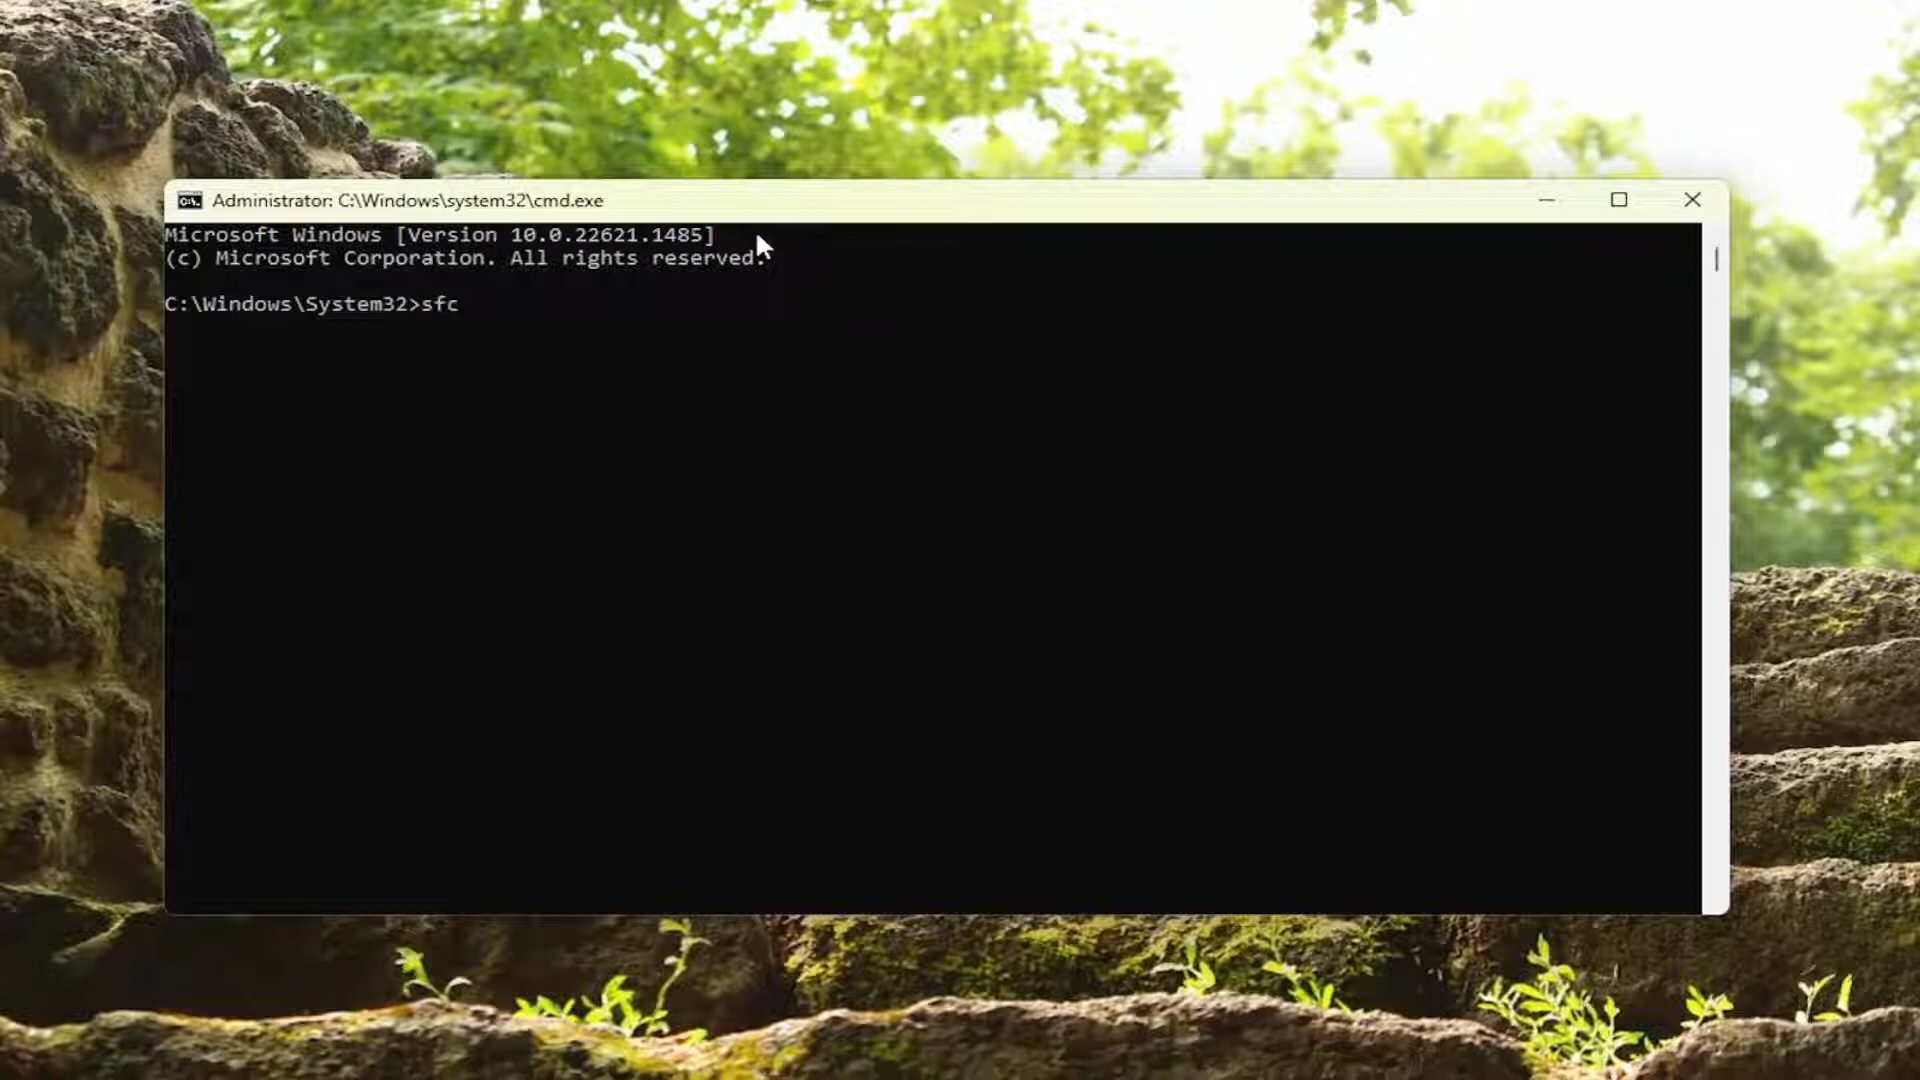 Administrator: C:\Windows\system32\cmd.exe
Microsoft Windows [Version 10.0.22621.1485]
(c) Microsoft Corporation. All rights reserved.
C:\Windows\System32>sfc